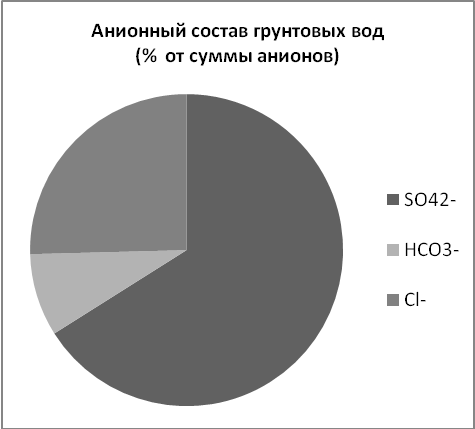 Анионный состав грунтовых вод
(% от суммы анионов)
SO42-
HCO3-
Cl-